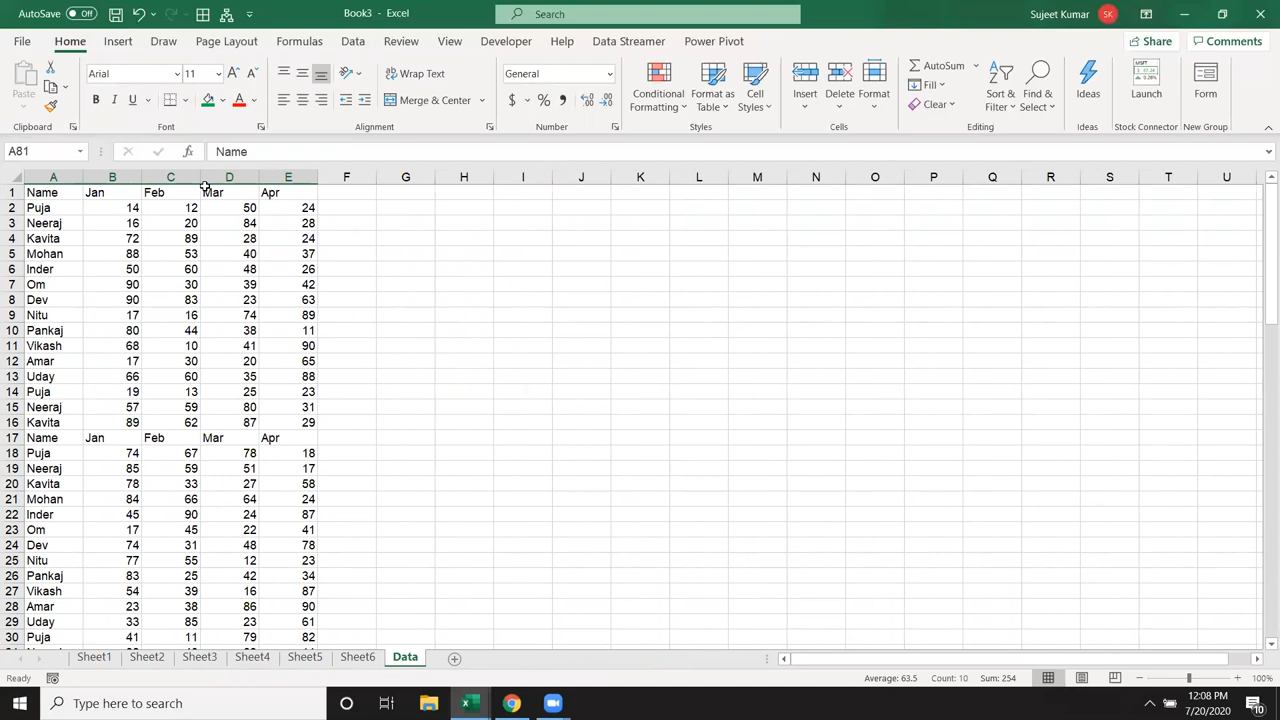 AutoSave Off Book3 - Excel Search Sujeet Kumar SK
File Home Insert Draw Page Layout Formulas Data Review View Developer Help Data Streamer Power Pivot Share Comments
Paste Arial 11 A A Wrap Text General Conditional Formatting Format as Table Cell Styles Insert Delete Format AutoSum Fill Clear Sort & Filter Find & Select Ideas Launch Form
B I U A Merge & Center $ % , .00
Clipboard Font Alignment Number Styles Cells Editing Ideas Stock Connector New Group
A81 fx Name
A B C D E F G H I J K L M N O P Q R S T U
1 Name Jan Feb Mar Apr
2 Puja 14 12 50 24
3 Neeraj 16 20 84 28
4 Kavita 72 89 28 24
5 Mohan 88 53 40 37
6 Inder 50 60 48 26
7 Om 90 30 39 42
8 Dev 90 83 23 63
9 Nitu 17 16 74 89
10 Pankaj 80 44 38 11
11 Vikash 68 10 41 90
12 Amar 17 30 20 65
13 Uday 66 60 35 88
14 Puja 19 13 25 23
15 Neeraj 57 59 80 31
16 Kavita 89 62 87 29
17 Name Jan Feb Mar Apr
18 Puja 74 67 78 18
19 Neeraj 85 59 51 17
20 Kavita 78 33 27 58
21 Mohan 84 66 64 24
22 Inder 45 90 24 87
23 Om 17 45 22 41
24 Dev 74 31 48 78
25 Nitu 77 55 12 23
26 Pankaj 83 25 42 34
27 Vikash 54 39 16 87
28 Amar 23 38 86 90
29 Uday 33 85 23 61
30 Puja 41 11 79 82
Sheet1 Sheet2 Sheet3 Sheet4 Sheet5 Sheet6 Data
Ready Average: 63.5 Count: 10 Sum: 254 100%
Type here to search 12:08 PM
7/20/2020 10